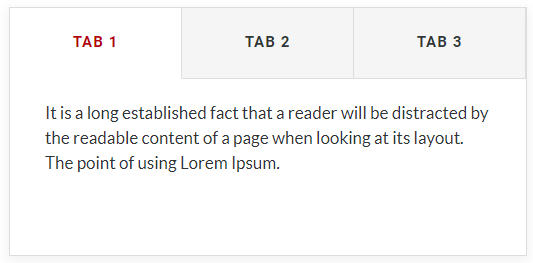 TAB 1 TAB 2 TAB 3
It is a long established fact that a reader will be distracted by
the readable content of a page when looking at its layout.
The point of using Lorem Ipsum.